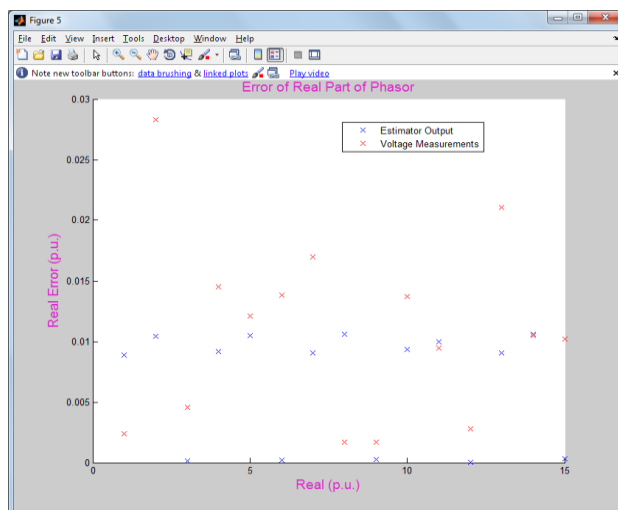 Figure 5
File Edit View Insert Tools Desktop Window Help
Note new toolbar buttons: data brushing & linked plots Play video
Error of Real Part of Phasor
Estimator Output
Voltage Measurements
Real Error (p.u.)
0.03
0.025
0.02
0.015
0.01
0.005
0
0 5 10 15
Real (p.u.)